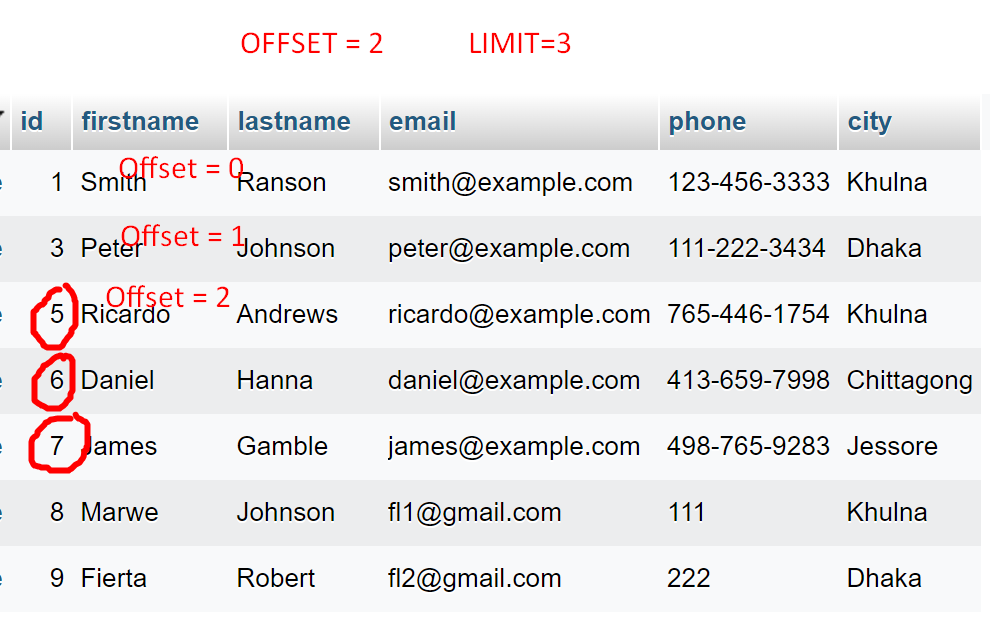 OFFSET = 2 LIMIT=3
id firstname lastname email phone city
Offset = 0
1 Smith Ranson smith@example.com 123-456-3333 Khulna
Offset = 1
3 Peter Johnson peter@example.com 111-222-3434 Dhaka
Offset = 2
5 Ricardo Andrews ricardo@example.com 765-446-1754 Khulna
6 Daniel Hanna daniel@example.com 413-659-7998 Chittagong
7 James Gamble james@example.com 498-765-9283 Jessore
8 Marwe Johnson fl1@gmail.com 111 Khulna
9 Fierta Robert fl2@gmail.com 222 Dhaka